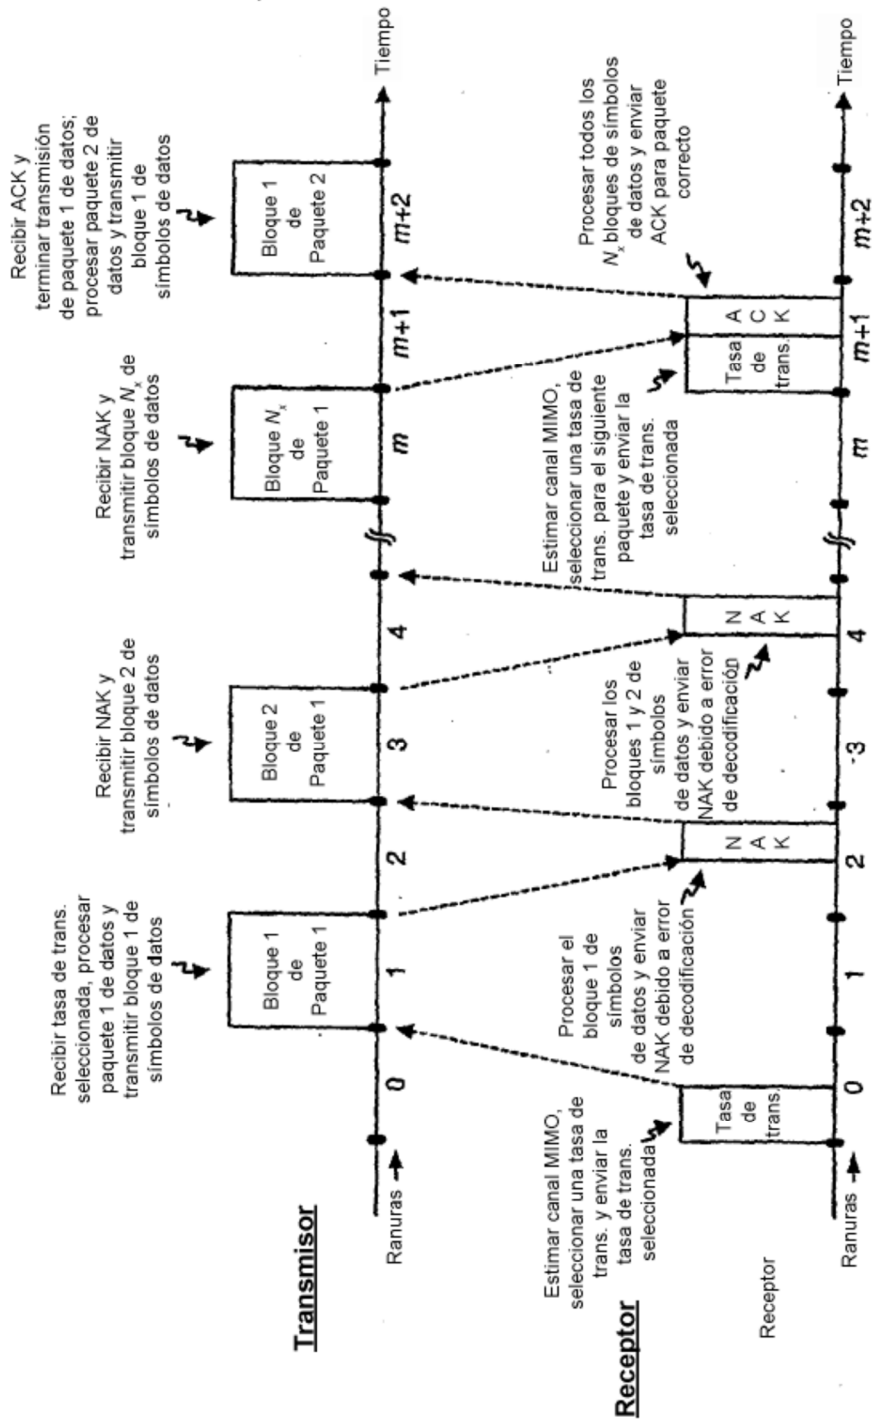 Transmisor
Recibir tasa de trans.
seleccionada, procesar
paquete 1 de datos y
transmitir bloque 1 de
símbolos de datos
Recibir NAK y
transmitir bloque 2 de
símbolos de datos
Recibir NAK y
transmitir bloque Nx de
símbolos de datos
Recibir ACK y
terminar transmisión
de paquete 1 de datos;
procesar paquete 2 de
datos y transmitir
bloque 1 de
símbolos de datos
Bloque 1
de
Paquete 1
Bloque 2
de
Paquete 1
Bloque Nx
de
Paquete 1
Bloque 1
de
Paquete 2
Ranuras
0
1
2
3
4
m
m+1
m+2
Tiempo
Receptor
Estimar canal MIMO,
seleccionar una tasa de
trans. y enviar la
tasa de trans.
seleccionada
Procesar el
bloque 1 de
símbolos
de datos y enviar
NAK debido a error
de decodificación
Procesar los
bloques 1 y 2 de
símbolos
de datos y enviar
NAK debido a error
de decodificación
Estimar canal MIMO,
seleccionar una tasa de
trans. para el siguiente
paquete y enviar la
tasa de trans.
seleccionada
Procesar todos los
Nx bloques de símbolos
de datos y enviar
ACK para paquete
correcto
Receptor
Tasa
de
trans.
N
A
K
N
A
K
Tasa
de
trans.
A
C
K
Ranuras
0
1
2
-3
4
m
m+1
m+2
Tiempo